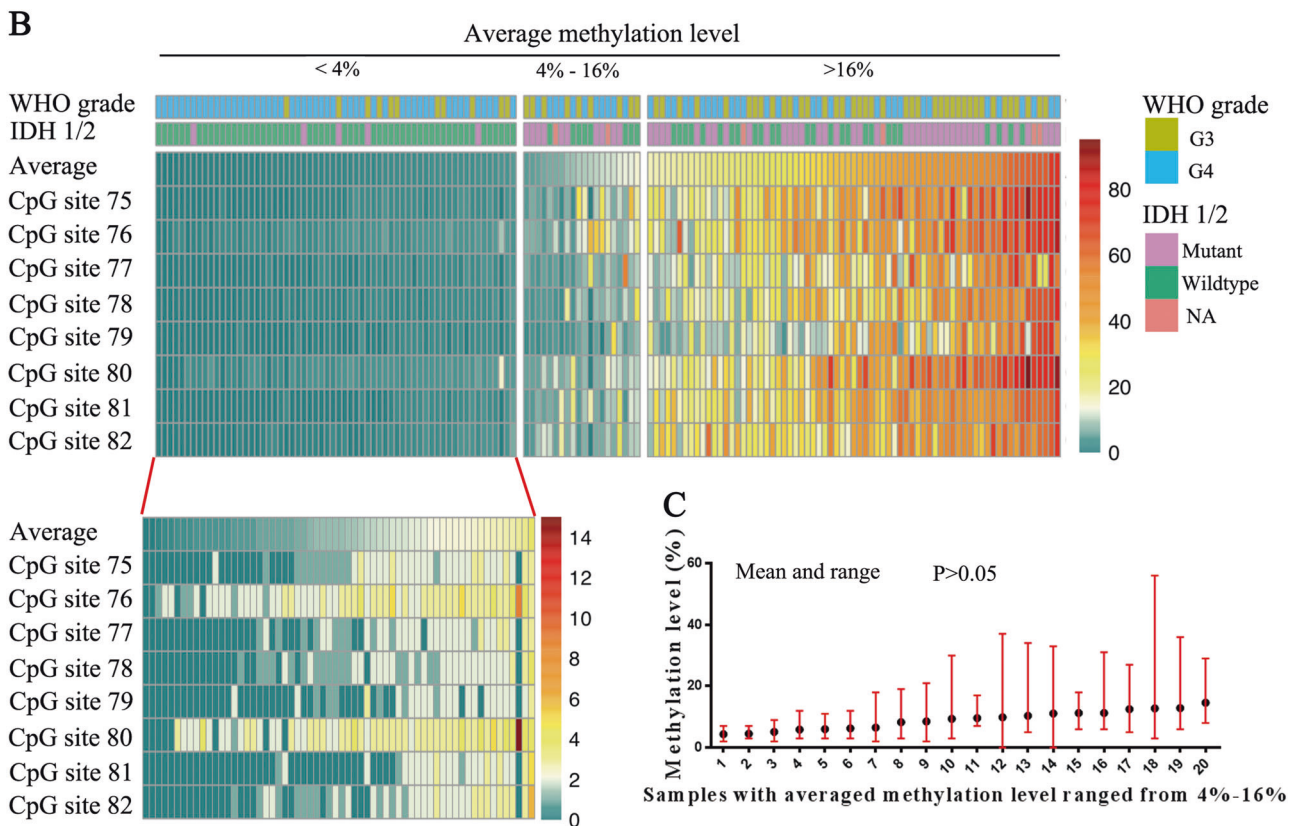 B
Average methylation level
< 4%
4% - 16%
>16%
WHO grade
IDH 1/2
Average
CpG site 75
CpG site 76
CpG site 77
CpG site 78
CpG site 79
CpG site 80
CpG site 81
CpG site 82
80
60
40
20
0
WHO grade
G3
G4
IDH 1/2
Mutant
Wildtype
NA
Average
CpG site 75
CpG site 76
CpG site 77
CpG site 78
CpG site 79
CpG site 80
CpG site 81
CpG site 82
14
12
10
8
6
4
2
0
C
Methylation level (%)
60
40
20
0
Mean and range P>0.05
1 2 3 4 5 6 7 8 9 10 11 12 13 14 15 16 17 18 19 20
Samples with averaged methylation level ranged from 4%-16%